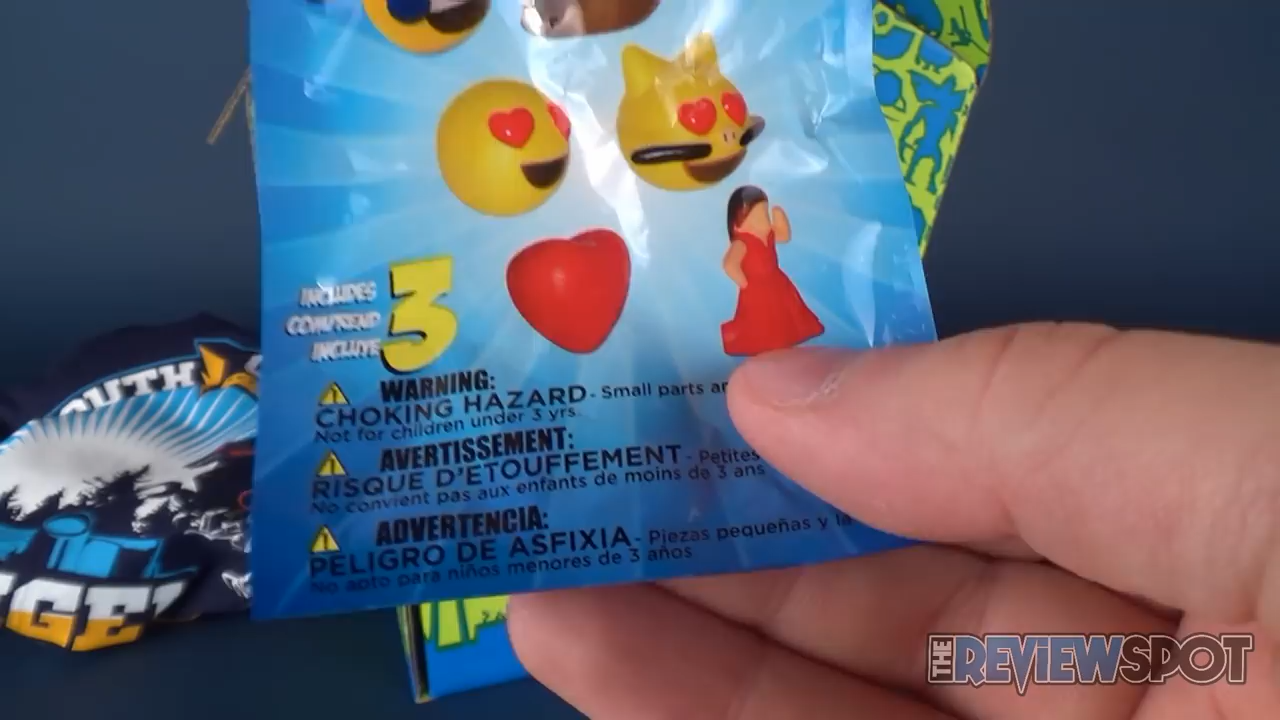 INCLUDES
COMPREND
INCLUYE
3
WARNING:
CHOKING HAZARD - Small parts
Not for children under 3 yrs.
AVERTISSEMENT:
RISQUE D'ETOUFFEMENT - Petites
No convient pas aux enfants de moins de 3 ans
ADVERTENCIA:
PELIGRO DE ASFIXIA - Piezas pequeñas y la
No apto para niños menores de 3 años
OUTH
THE REVIEWSPOT